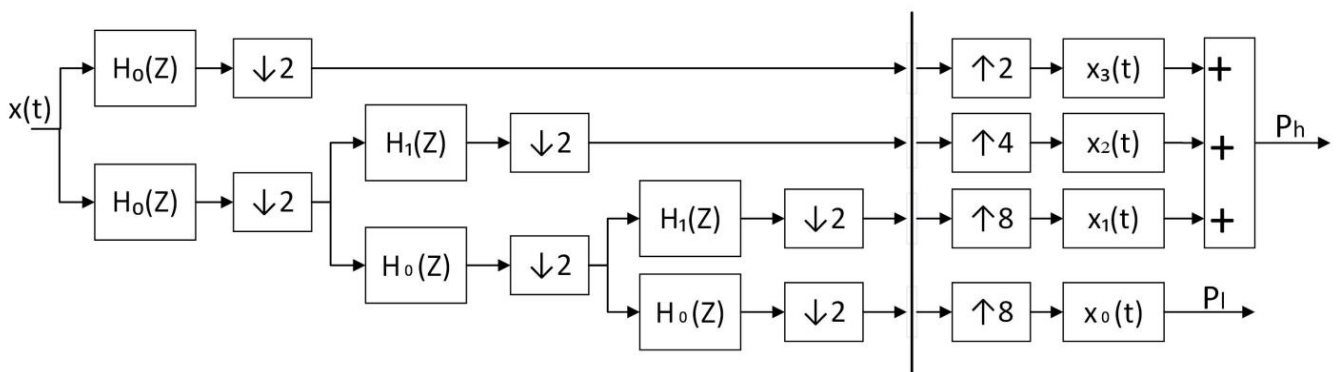 H₀(Z) ↓2 ↑2 x₃(t) +
x(t)
H₁(Z) ↓2 ↑4 x₂(t) + Pₕ
H₀(Z) ↓2
H₁(Z) ↓2 ↑8 x₁(t) +
H₀(Z) ↓2
H₀(Z) ↓2 ↑8 x₀(t) Pl